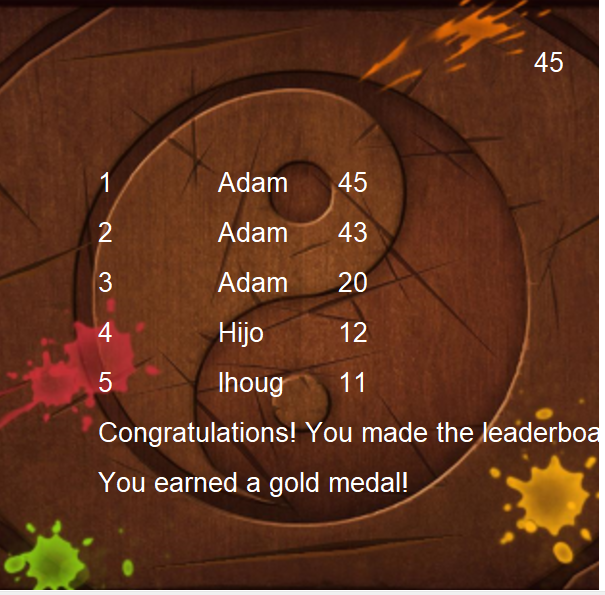 45
1 Adam 45
2 Adam 43
3 Adam 20
4 Hijo 12
5 lhoug 11
Congratulations! You made the leaderboa
You earned a gold medal!